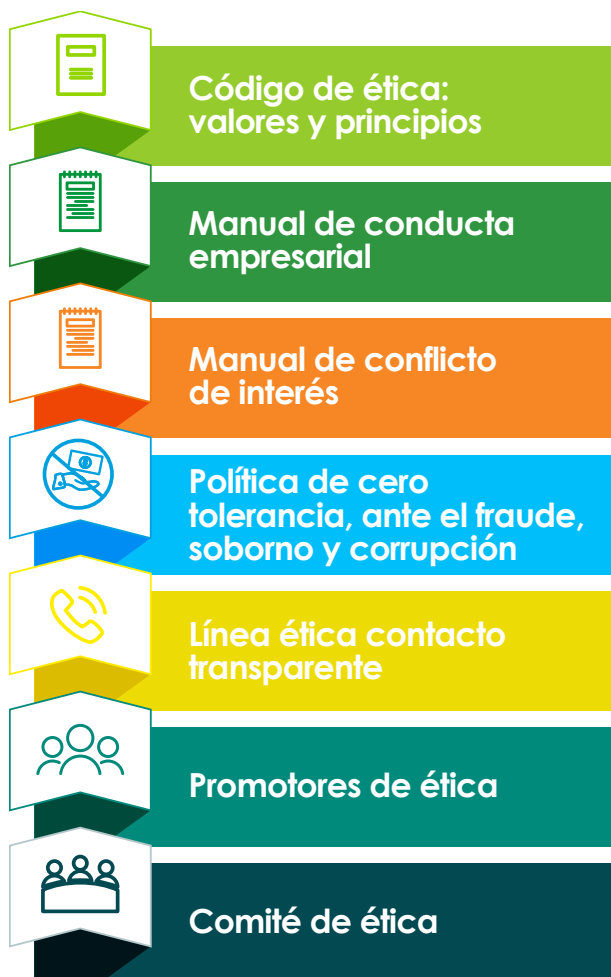 Código de ética:
valores y principios
Manual de conducta
empresarial
Manual de conflicto
de interés
Política de cero
tolerancia, ante el fraude,
soborno y corrupción
Línea ética contacto
transparente
Promotores de ética
Comité de ética